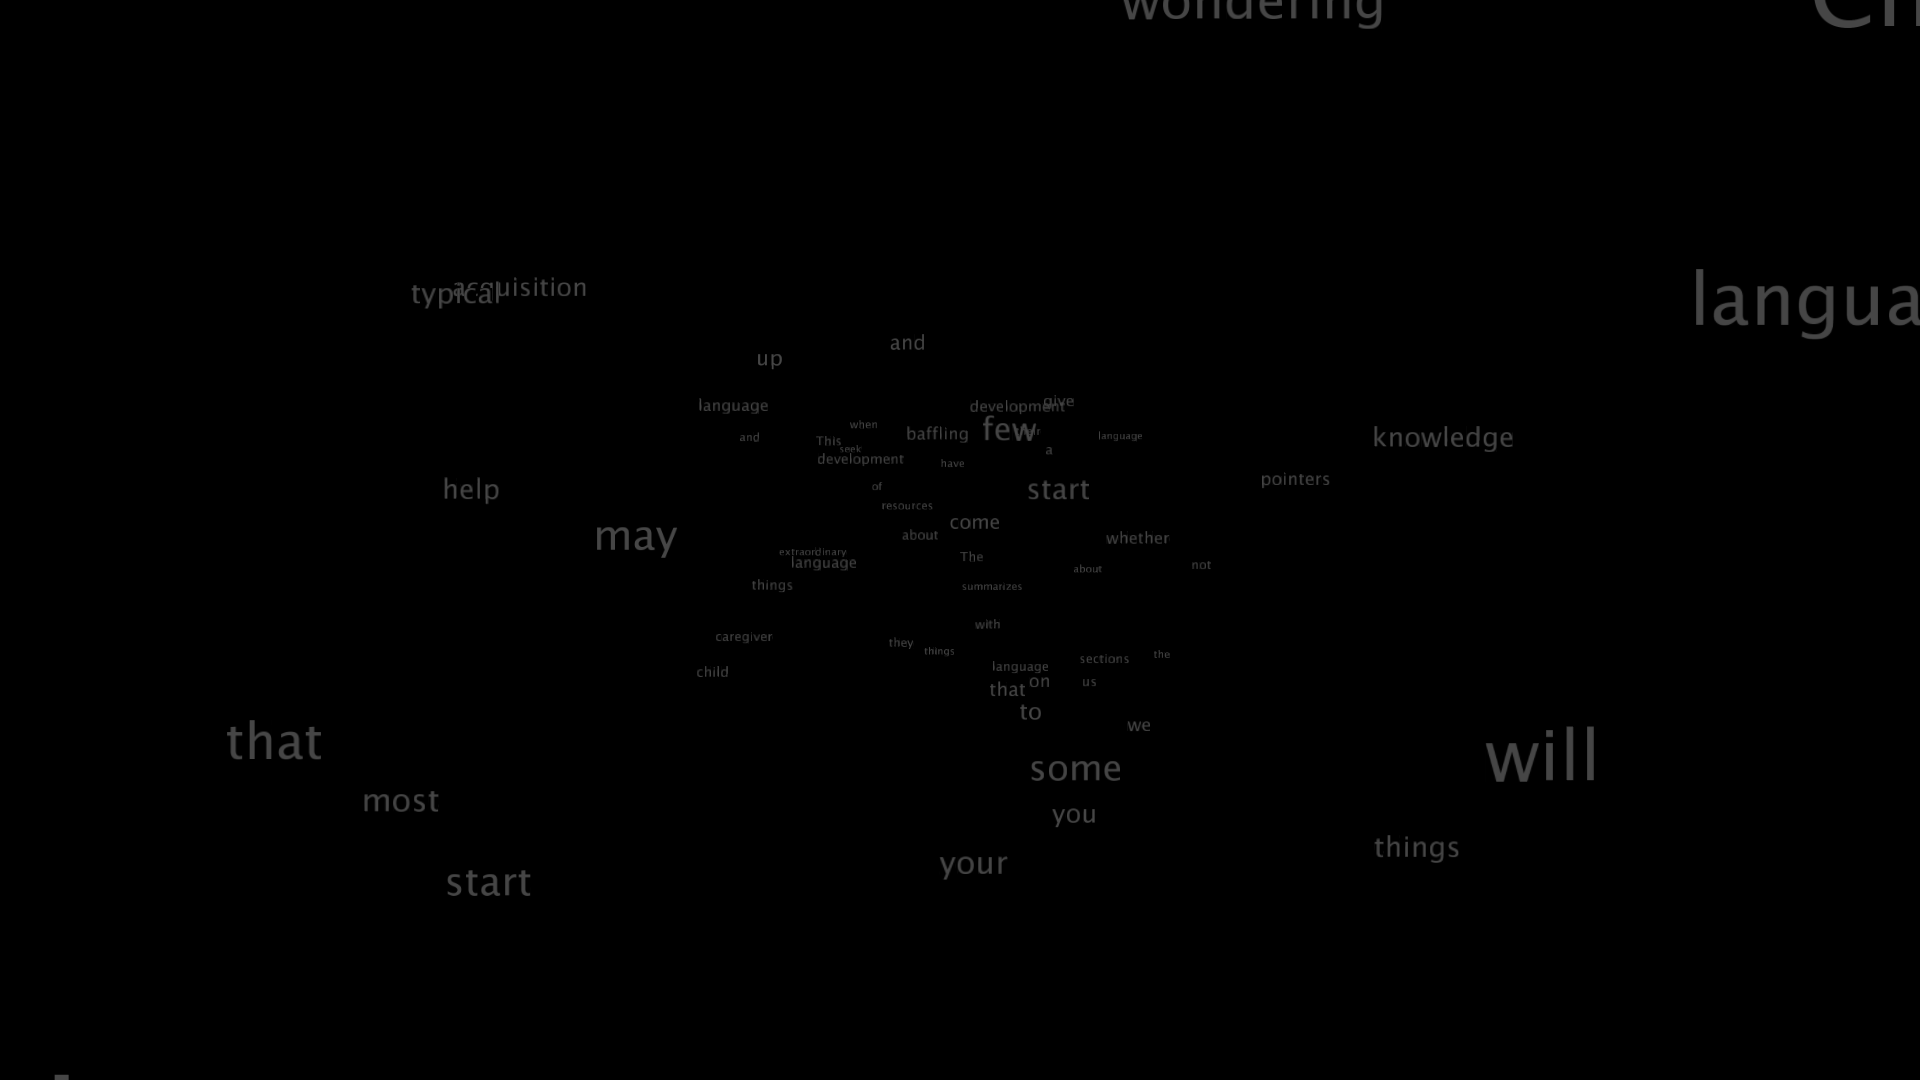 wondering
langua
acquisition
typical
and
up
give
language
development
when
few
baffling
and
This
language
knowledge
seek
a
development
have
pointers
of
help
start
resources
come
about
may
whether
extraordinary
The
language
not
about
things
summarizes
with
caregiver
they
things
the
sections
language
child
on
us
that
to
we
that
will
some
most
you
things
your
start